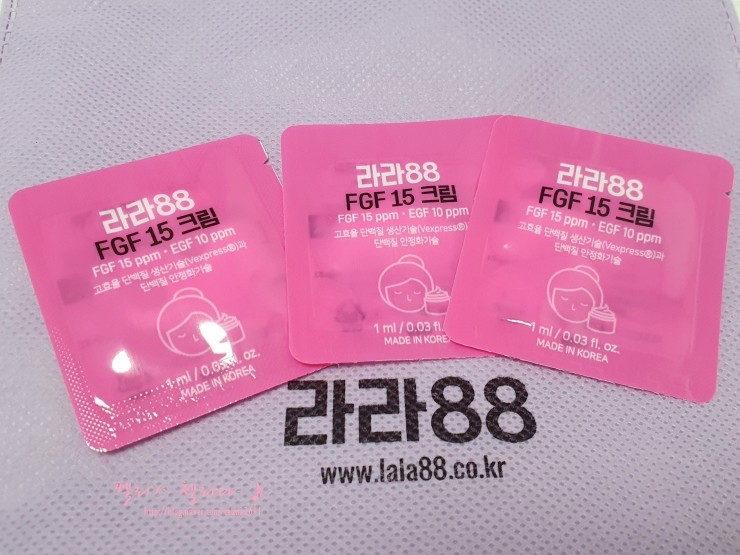 라라88
FGF 15 크림
FGF 15 ppm · EGF 10 ppm
고효율 단백질 생산기술(Vexpress®)과
단백질 안정화기술
1 ml / 0.03 fl. oz.
MADE IN KOREA
라라88
FGF 15 크림
FGF 15 ppm · EGF 10 ppm
고효율 단백질 생산기술(Vexpress®)과
단백질 안정화기술
1 ml / 0.03 fl.
MADE IN KOREA
라라88
FGF 15 크림
FGF 15 ppm · EGF 10 ppm
고효율 단백질 생산기술(Vexpress®)과
단백질 안정화기술
1 ml / 0.03 fl. oz.
MADE IN KOREA
라라88
www.lala88.co.kr